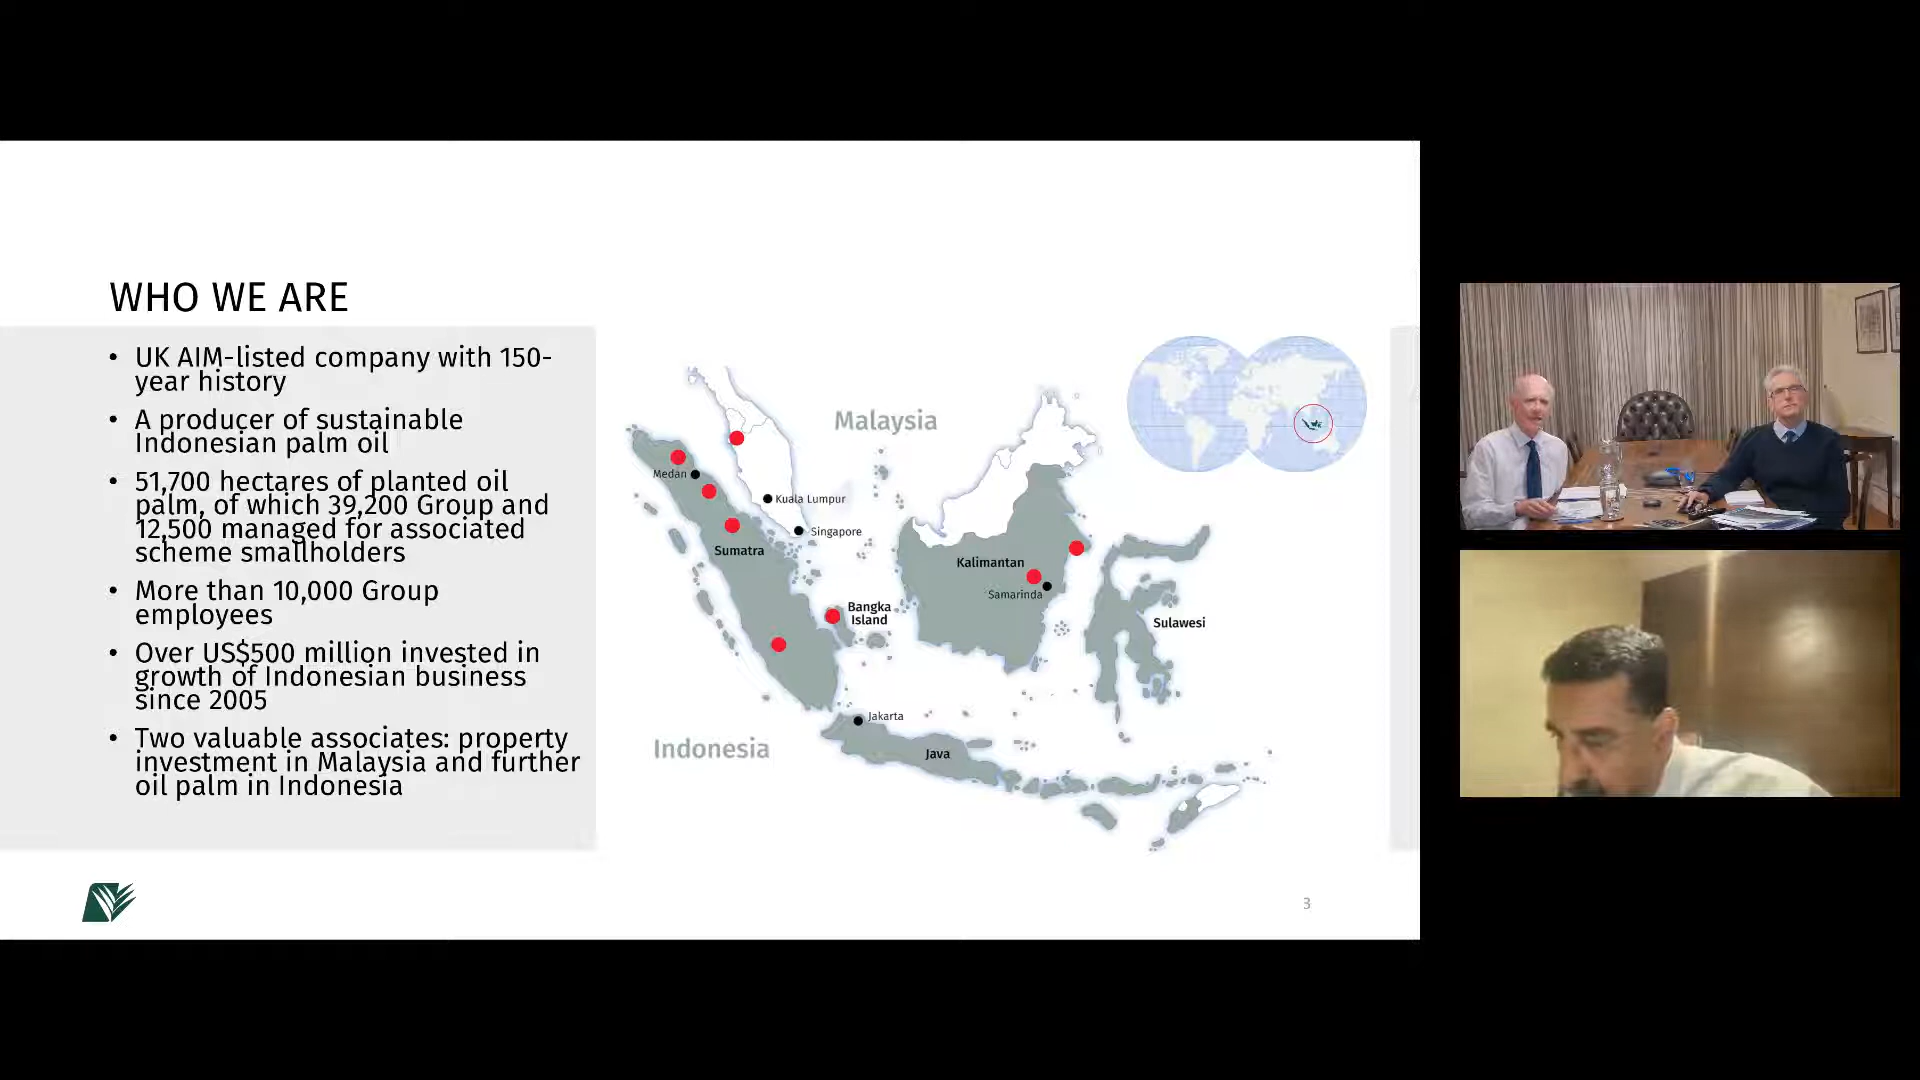 WHO WE ARE
• UK AIM-listed company with 150-
year history
• A producer of sustainable
Indonesian palm oil
• 51,700 hectares of planted oil
palm, of which 39,200 Group and
12,500 managed for associated
scheme smallholders
• More than 10,000 Group
employees
• Over US$500 million invested in
growth of Indonesian business
since 2005
• Two valuable associates: property
investment in Malaysia and further
oil palm in Indonesia
Malaysia
Medan
Kuala Lumpur
Singapore
Sumatra
Kalimantan
Samarinda
Bangka
Island
Sulawesi
Jakarta
Indonesia
Java
3